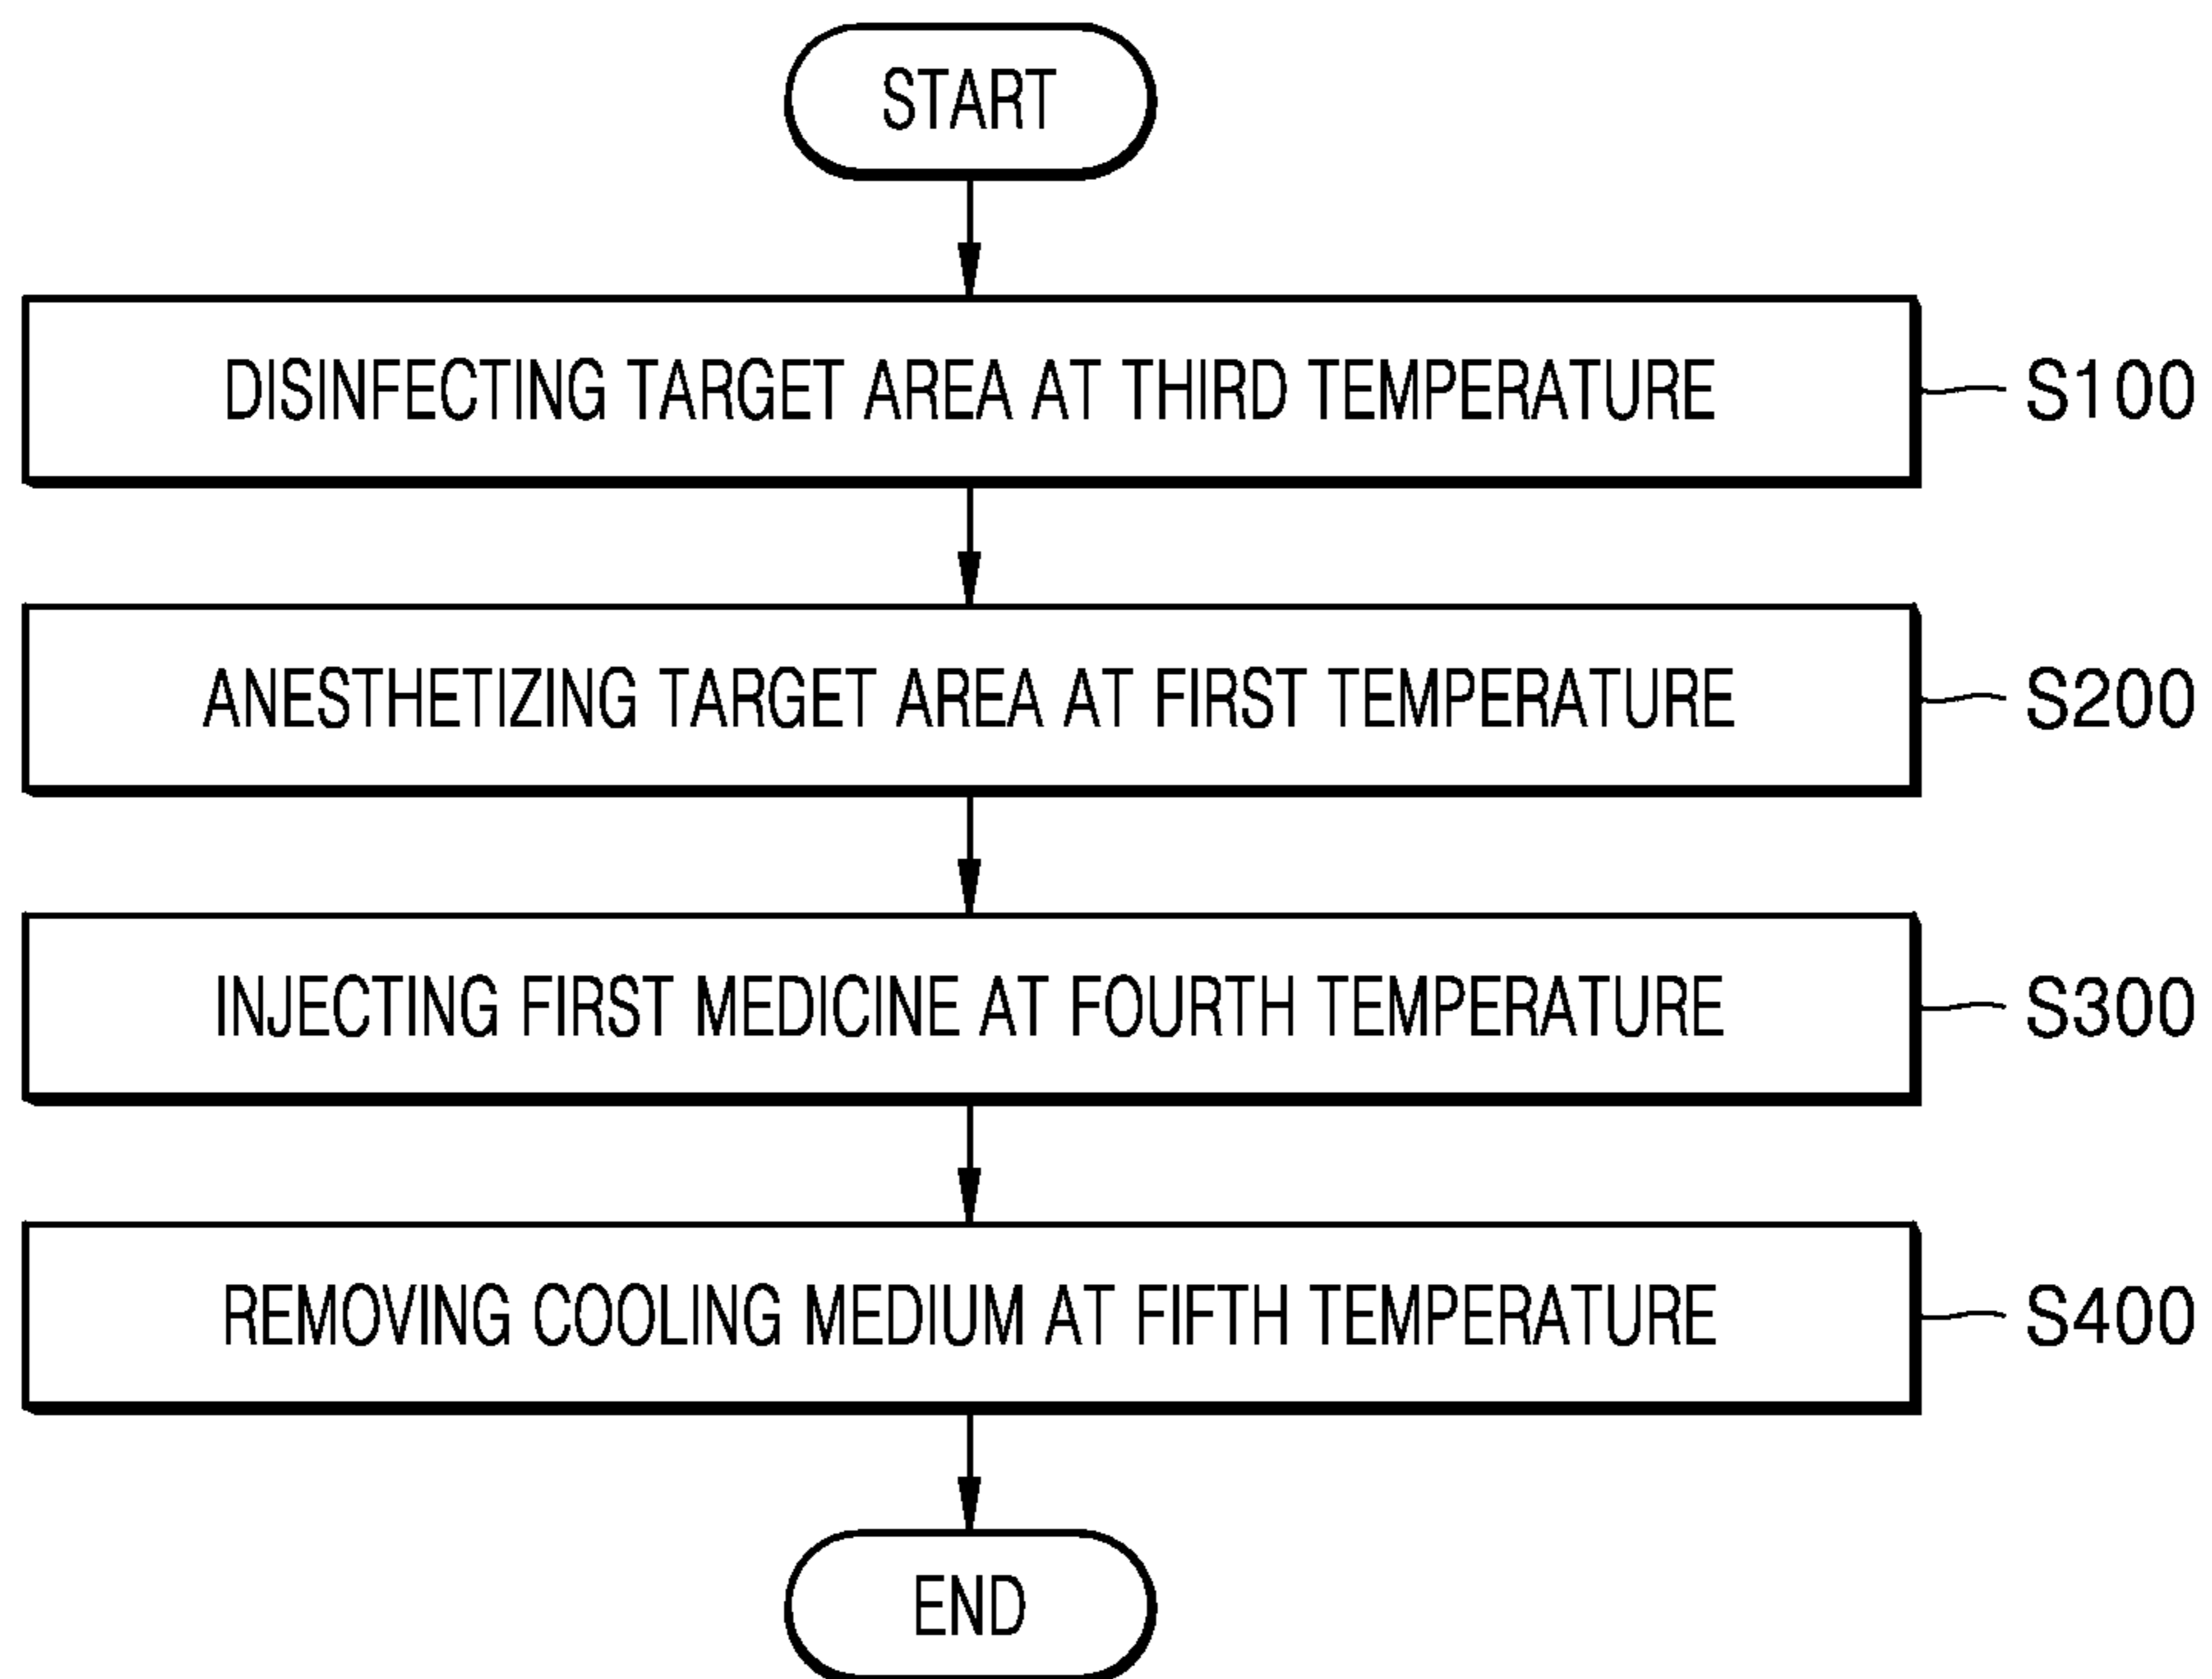 START
DISINFECTING TARGET AREA AT THIRD TEMPERATURE S100
ANESTHETIZING TARGET AREA AT FIRST TEMPERATURE S200
INJECTING FIRST MEDICINE AT FOURTH TEMPERATURE S300
REMOVING COOLING MEDIUM AT FIFTH TEMPERATURE S400
END